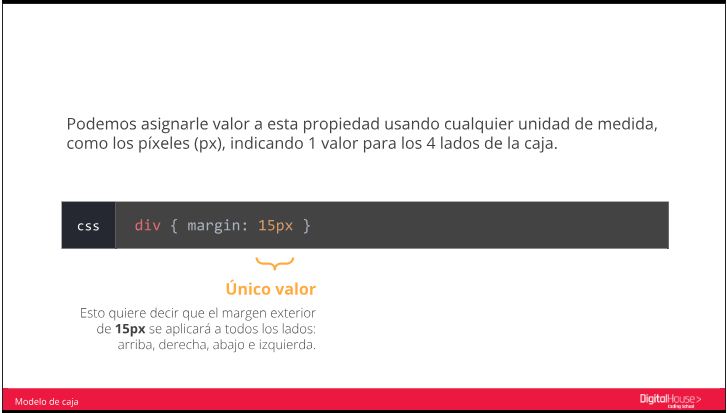 Podemos asignarle valor a esta propiedad usando cualquier unidad de medida,
como los píxeles (px), indicando 1 valor para los 4 lados de la caja.
css
div { margin: 15px }
Único valor
Esto quiere decir que el margen exterior
de 15px se aplicará a todos los lados:
arriba, derecha, abajo e izquierda.
Modelo de caja
DigitalHouse>
Coding School